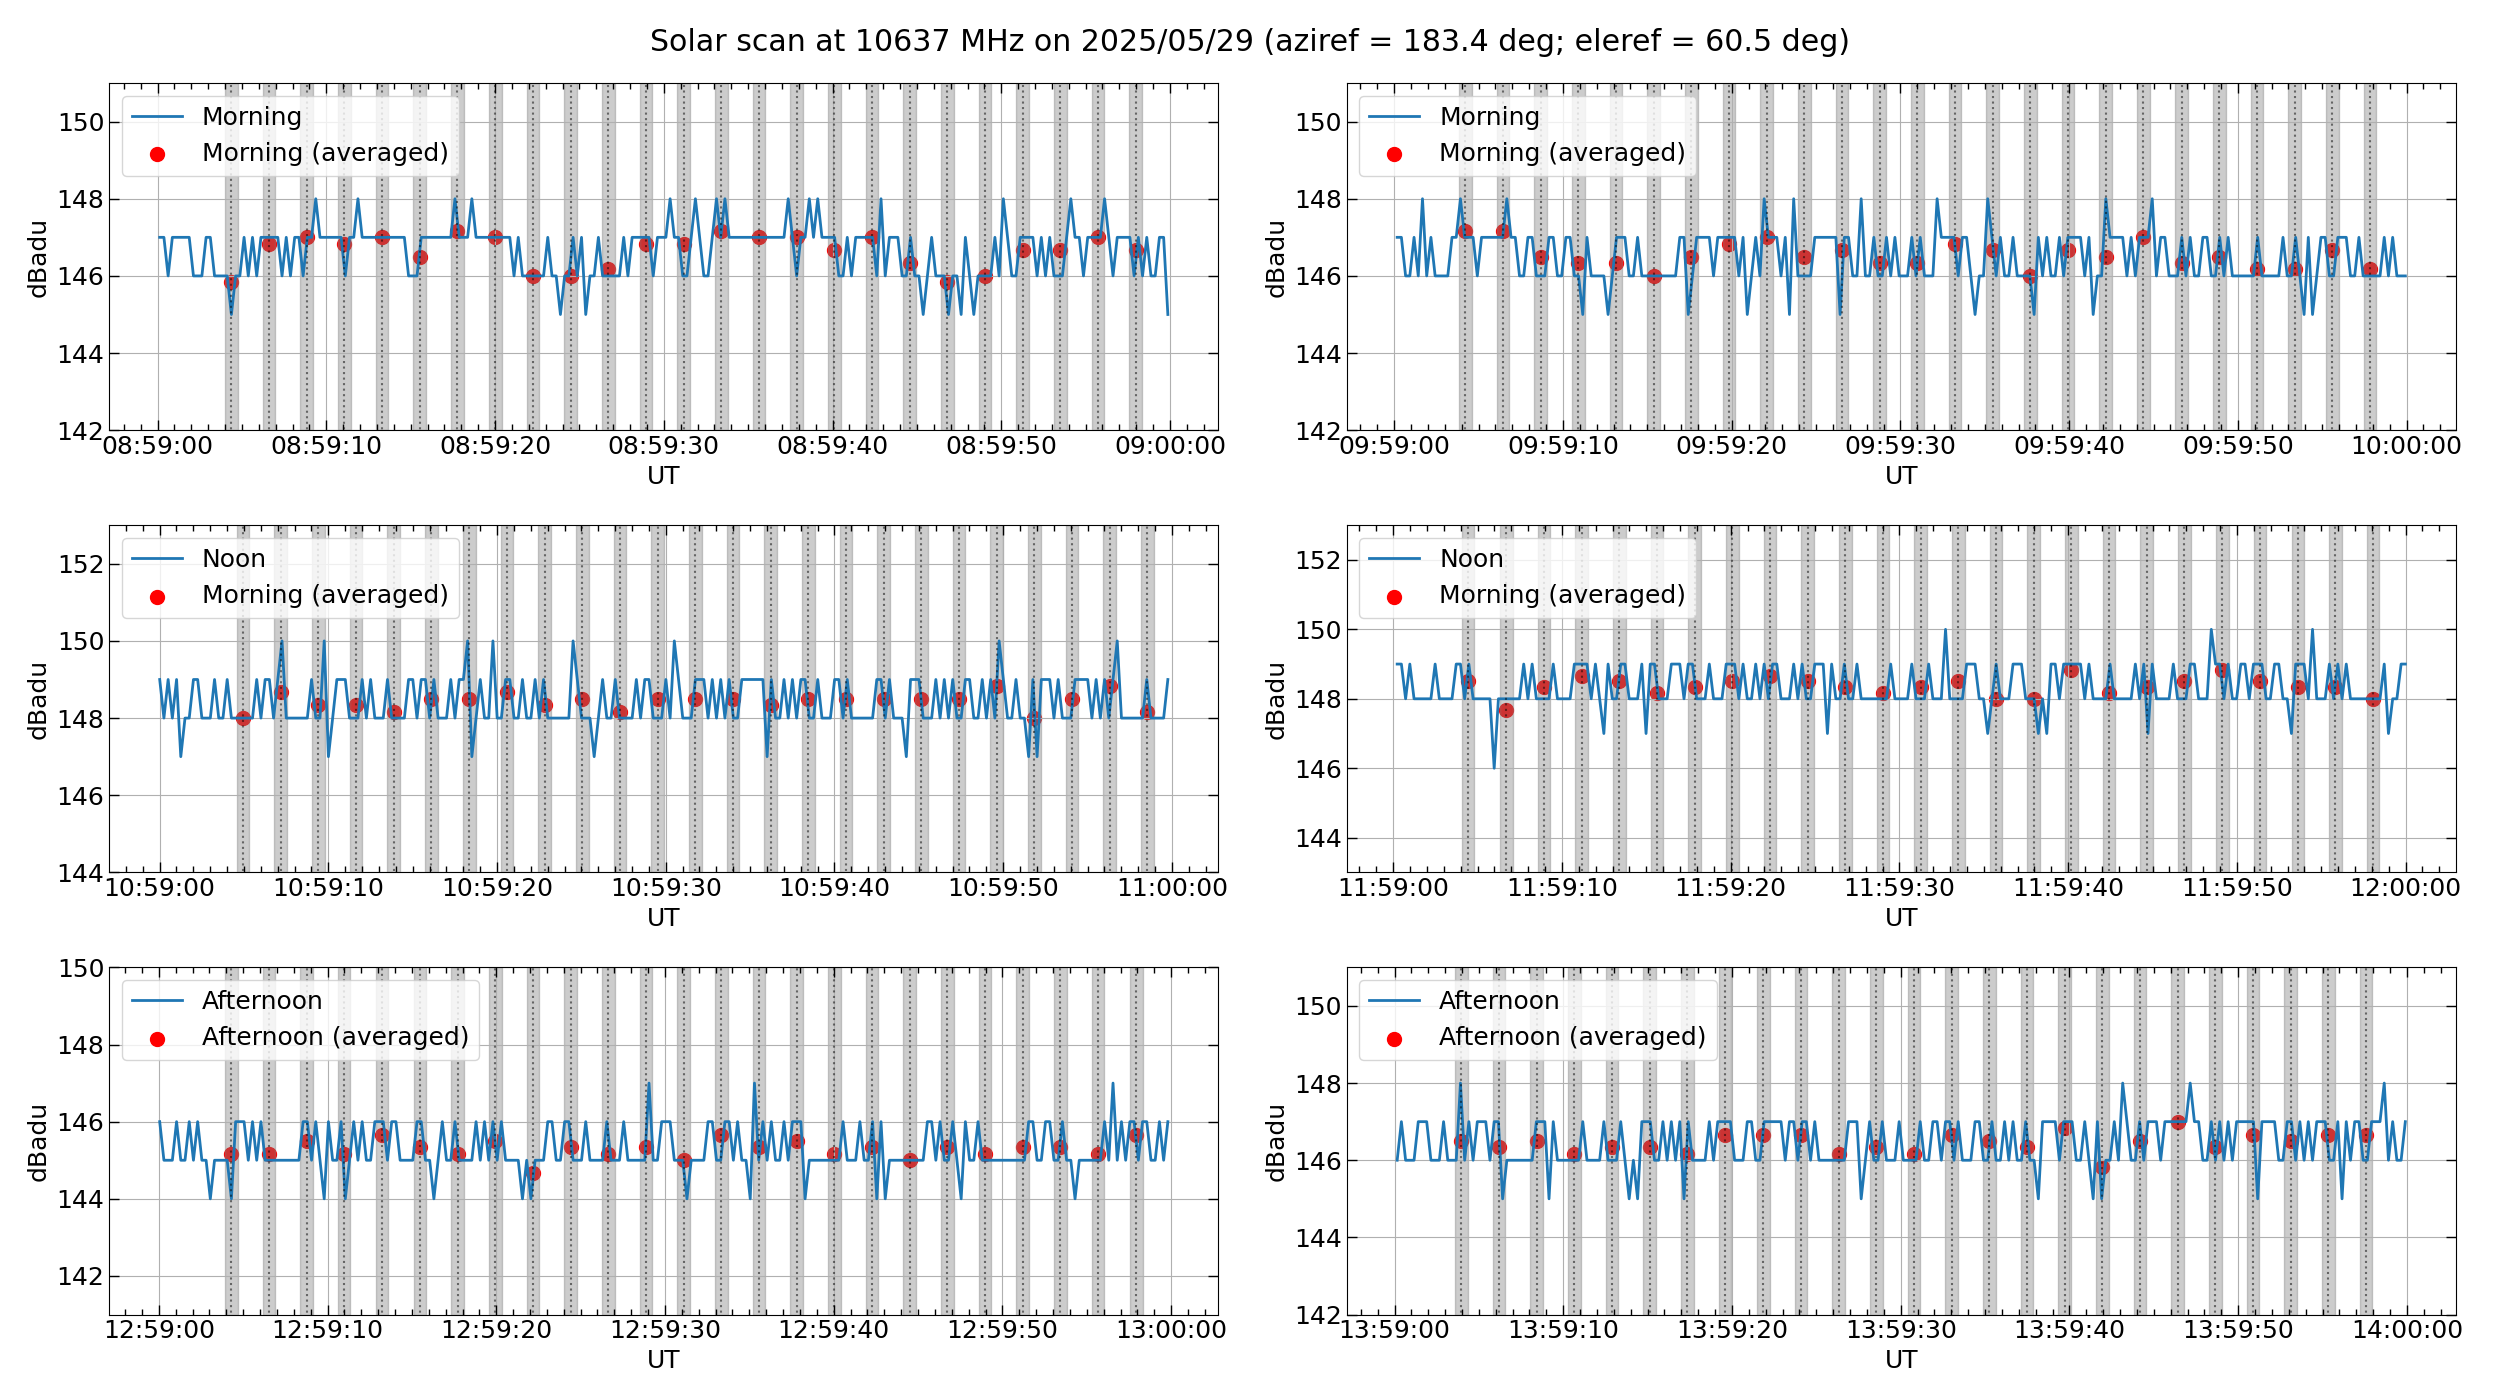 Solar scan at 10637 MHz on 2025/05/29 (aziref = 183.4 deg; eleref = 60.5 deg)
Morning
Morning (averaged)
dBadu
150
148
146
144
142
08:59:00 08:59:10 08:59:20 08:59:30 08:59:40 08:59:50 09:00:00
UT
Morning
Morning (averaged)
dBadu
150
148
146
144
142
09:59:00 09:59:10 09:59:20 09:59:30 09:59:40 09:59:50 10:00:00
UT
Noon
Morning (averaged)
dBadu
152
150
148
146
144
10:59:00 10:59:10 10:59:20 10:59:30 10:59:40 10:59:50 11:00:00
UT
Noon
Morning (averaged)
dBadu
152
150
148
146
144
11:59:00 11:59:10 11:59:20 11:59:30 11:59:40 11:59:50 12:00:00
UT
Afternoon
Afternoon (averaged)
dBadu
150
148
146
144
142
12:59:00 12:59:10 12:59:20 12:59:30 12:59:40 12:59:50 13:00:00
UT
Afternoon
Afternoon (averaged)
dBadu
150
148
146
144
142
13:59:00 13:59:10 13:59:20 13:59:30 13:59:40 13:59:50 14:00:00
UT